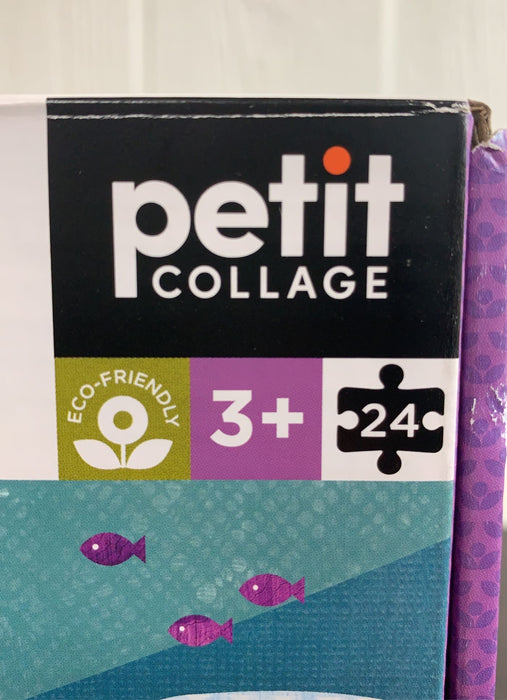 petit
COLLAGE
ECO-FRIENDLY
3+
24